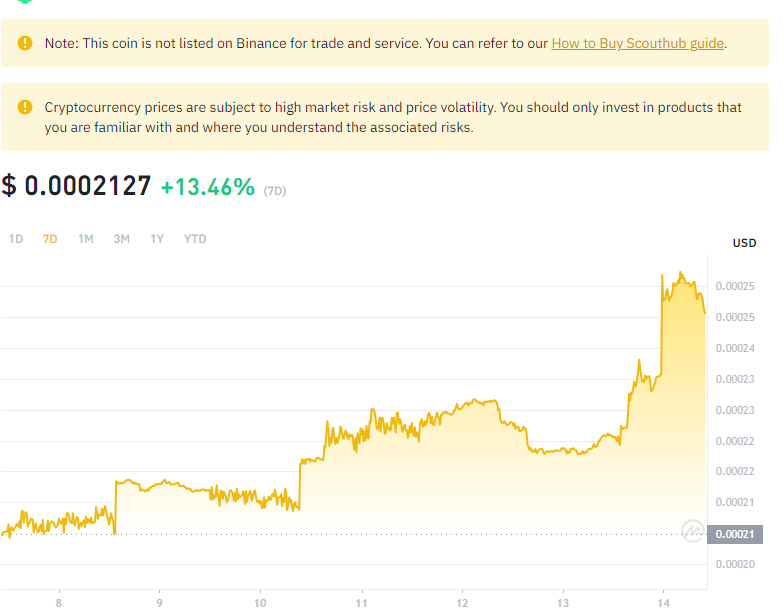 Note: This coin is not listed on Binance for trade and service. You can refer to our How to Buy Scouthub guide.
Cryptocurrency prices are subject to high market risk and price volatility. You should only invest in products that
you are familiar with and where you understand the associated risks.
$ 0.0002127 +13.46% (7D)
1D 7D 1M 3M 1Y YTD
USD
0.00025
0.00025
0.00024
0.00023
0.00023
0.00022
0.00022
0.00021
0.00021
0.00020
8 9 10 11 12 13 14